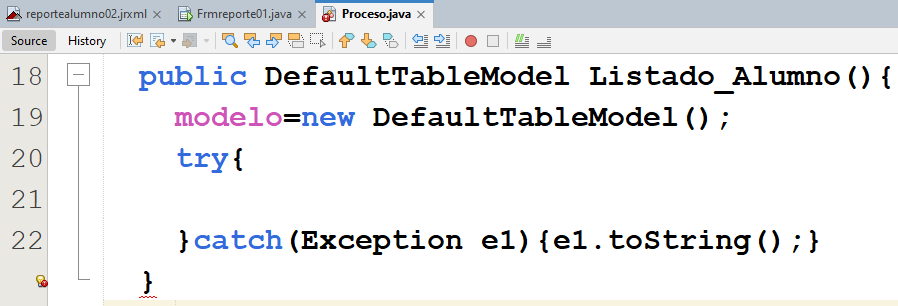 reportealumno02.jrxml × Frmreporte01.java × Proceso.java ×
Source History
18 public DefaultTableModel Listado_Alumno(){
19 modelo=new DefaultTableModel();
20 try{
21
22 }catch(Exception e1){e1.toString();}
}